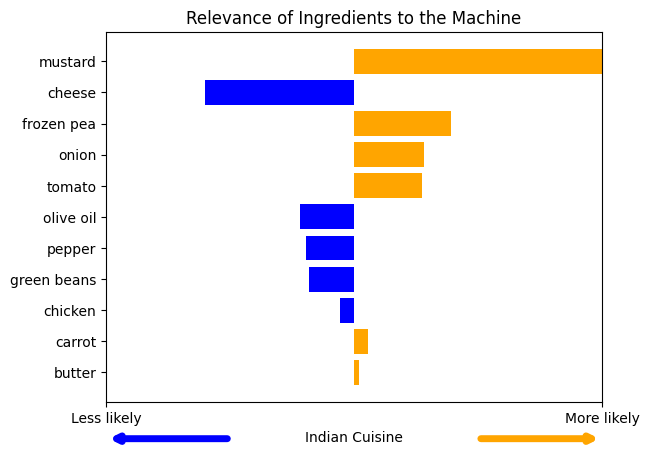 Relevance of Ingredients to the Machine
mustard
cheese
frozen pea
onion
tomato
olive oil
pepper
green beans
chicken
carrot
butter
Less likely
More likely
Indian Cuisine